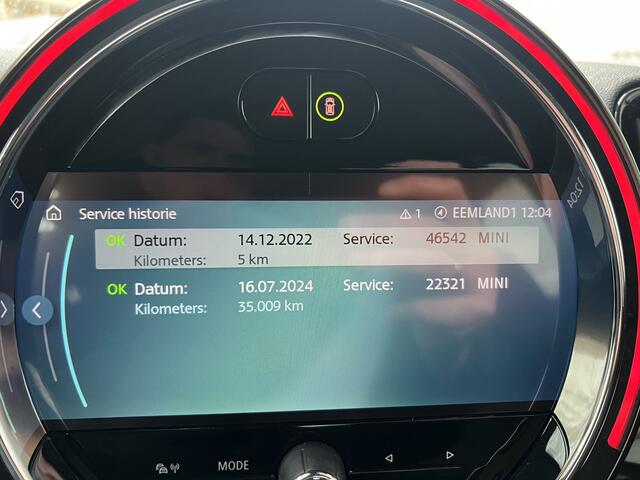 Service historie 1 EEMLAND1 12:04
OK Datum: 14.12.2022 Service: 46542 MINI
Kilometers: 5 km
OK Datum: 16.07.2024 Service: 22321 MINI
Kilometers: 35.009 km
MODE